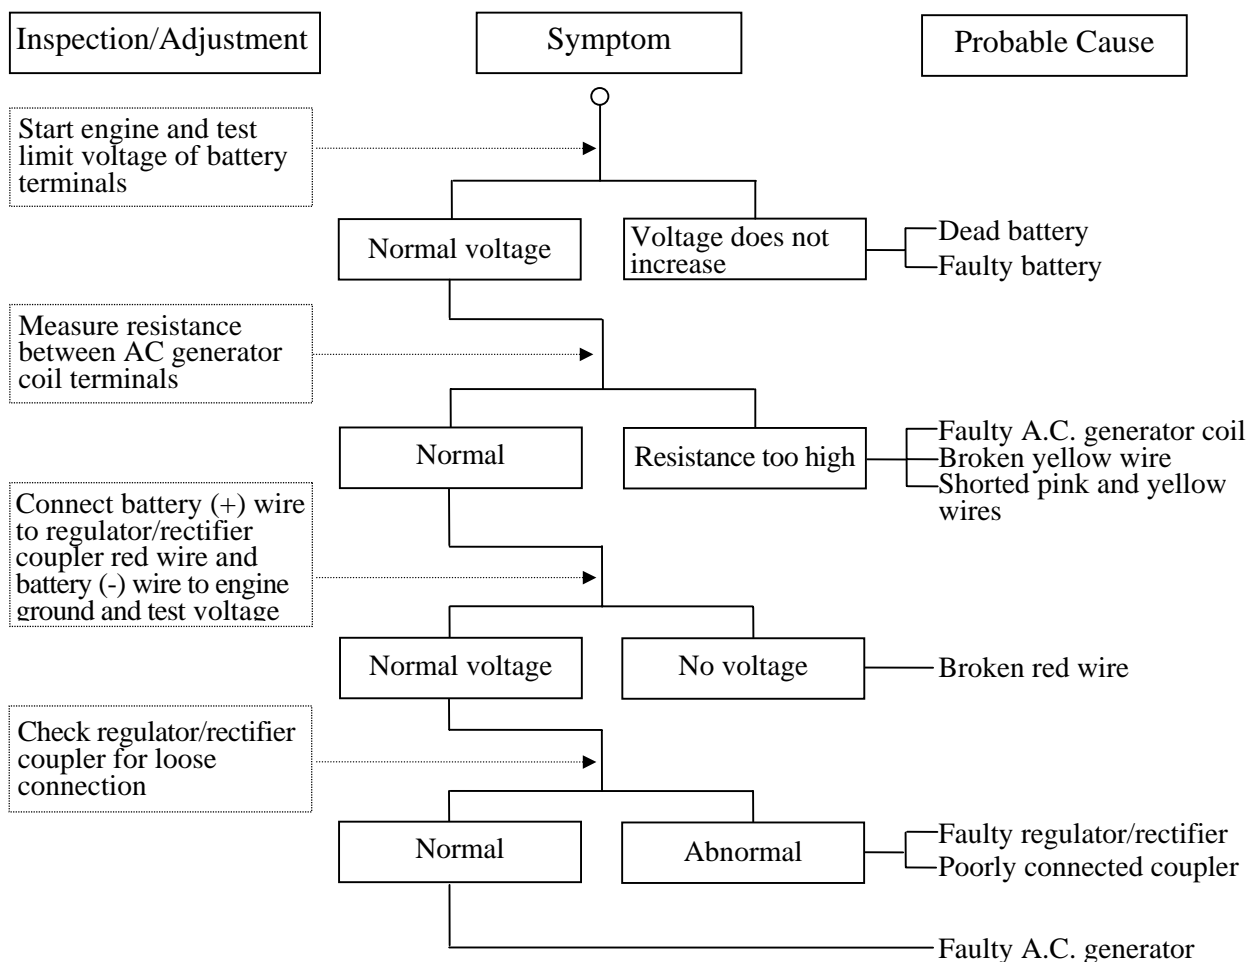 Inspection/Adjustment
Symptom
Probable Cause
Start engine and test
limit voltage of battery
terminals
Normal voltage
Voltage does not
increase
Dead battery
Faulty battery
Measure resistance
between AC generator
coil terminals
Normal
Resistance too high
Faulty A.C. generator coil
Broken yellow wire
Shorted pink and yellow
wires
Connect battery (+) wire
to regulator/rectifier
coupler red wire and
battery (-) wire to engine
ground and test voltage
Normal voltage
No voltage
Broken red wire
Check regulator/rectifier
coupler for loose
connection
Normal
Abnormal
Faulty regulator/rectifier
Poorly connected coupler
Faulty A.C. generator